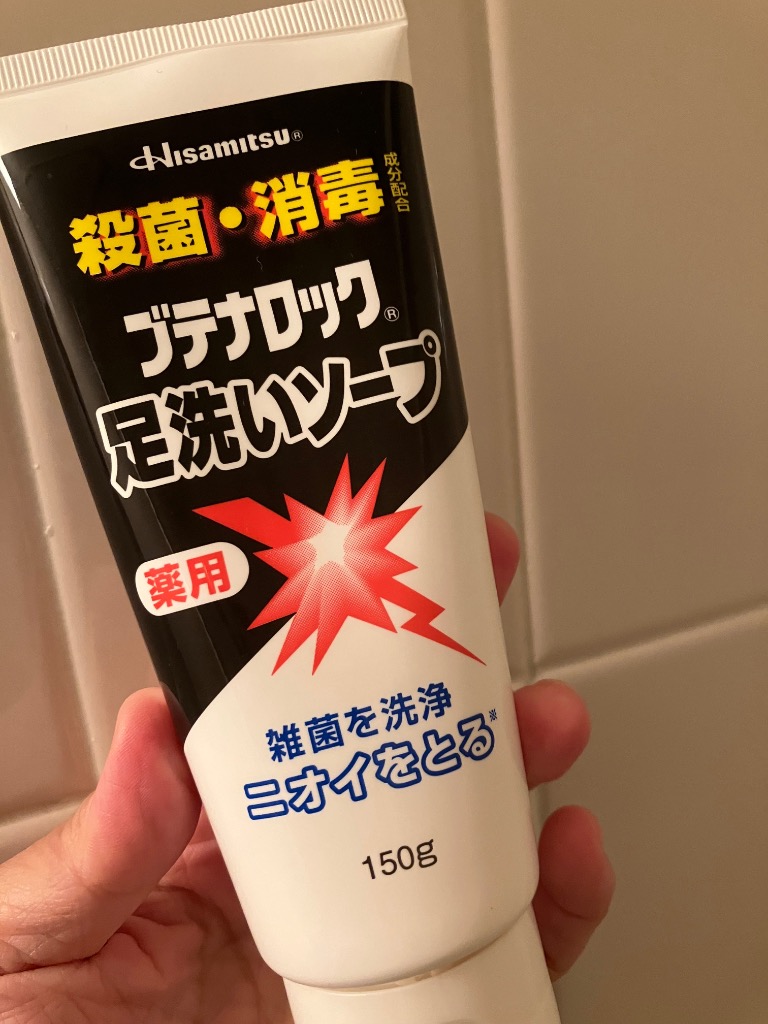 Hisamitsu®
殺菌・消毒 成分配合
ブテナロック®
足洗いソープ
薬用
雑菌を洗浄
ニオイをとる※
150g